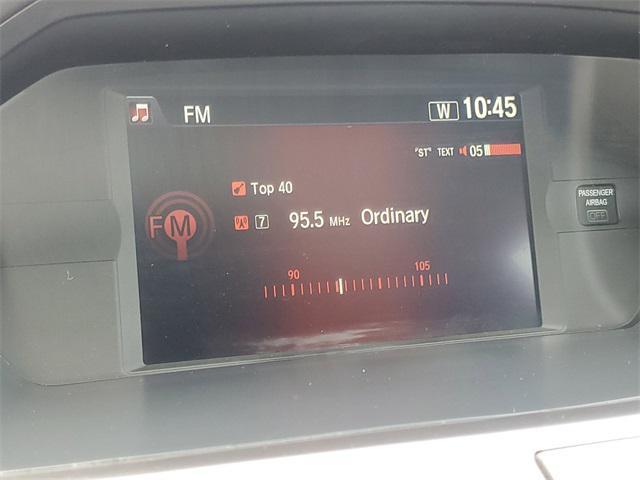 FM W 10:45
"ST" TEXT 05
Top 40
FM
7 95.5 MHz Ordinary
90 105
PASSENGER
AIRBAG
OFF